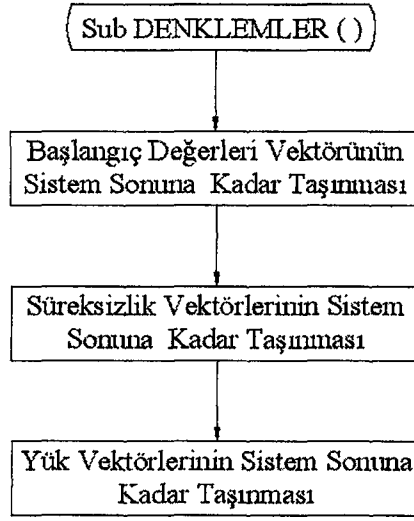 Sub DENKLEMLER ( )
Başlangıç Değerleri Vektörünün
Sistem Sonuna Kadar Taşınması
Süreksizlik Vektörlerinin Sistem
Sonuna Kadar Taşınması
Yük Vektörlerinin Sistem Sonuna
Kadar Taşınması